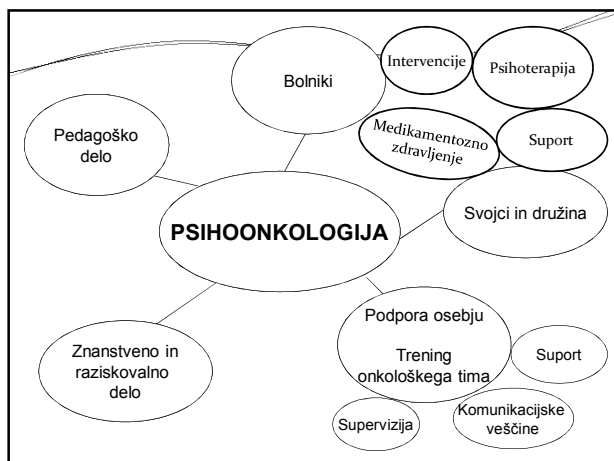 Bolniki
Intervencije
Psihoterapija
Pedagoško
delo
Medikamentozno
zdravljenje
Suport
PSIHOONKOLOGIJA
Svojci in družina
Znanstveno in
raziskovalno
delo
Podpora osebju
Trening
onkološkega tima
Suport
Supervizija
Komunikacijske
veščine